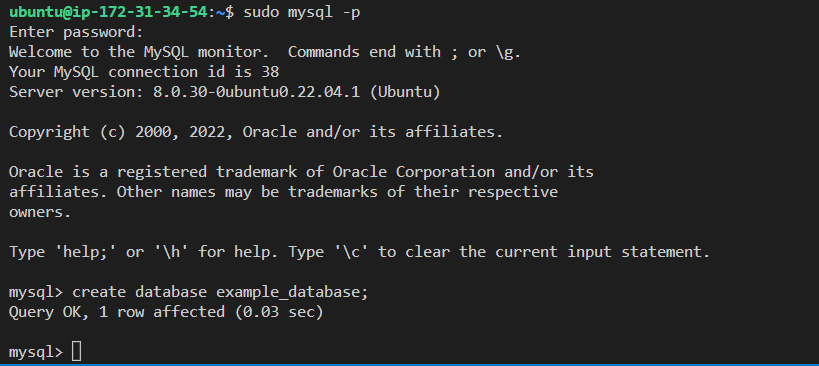 ubuntu@ip-172-31-34-54:~$ sudo mysql -p
Enter password:
Welcome to the MySQL monitor.  Commands end with ; or \g.
Your MySQL connection id is 38
Server version: 8.0.30-0ubuntu0.22.04.1 (Ubuntu)

Copyright (c) 2000, 2022, Oracle and/or its affiliates.

Oracle is a registered trademark of Oracle Corporation and/or its
affiliates. Other names may be trademarks of their respective
owners.

Type 'help;' or '\h' for help. Type '\c' to clear the current input statement.

mysql> create database example_database;
Query OK, 1 row affected (0.03 sec)

mysql>